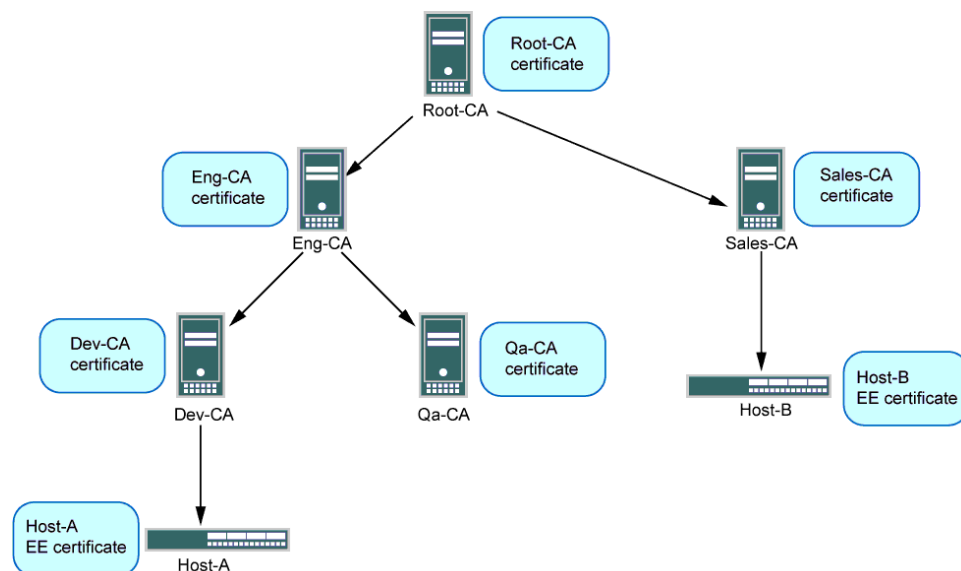 Root-CA
certificate
Root-CA
Eng-CA
certificate
Eng-CA
Sales-CA
certificate
Sales-CA
Dev-CA
certificate
Dev-CA
Qa-CA
certificate
Qa-CA
Host-B
EE certificate
Host-B
Host-A
EE certificate
Host-A